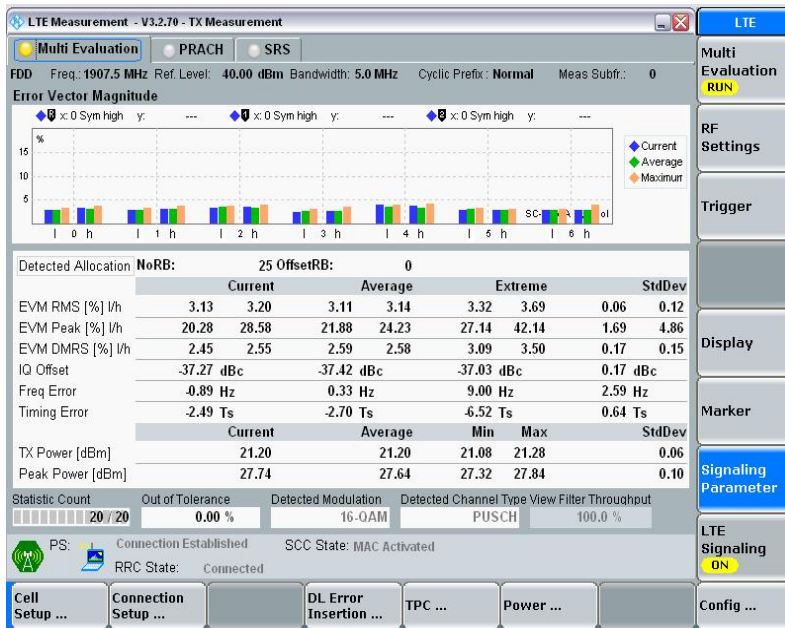 LTE Measurement - V3.2.70 - TX Measurement
LTE
Multi Evaluation PRACH SRS
Multi Evaluation RUN
FDD Freq.: 1907.5 MHz Ref. Level: 40.00 dBm Bandwidth: 5.0 MHz Cyclic Prefix : Normal Meas Subfr.: 0
Error Vector Magnitude
R x: 0 Sym high y: --- 1 x: 0 Sym high y: --- 2 x: 0 Sym high y: ---
RF Settings
%
15
10
5
Current
Average
Maximum
Trigger
l 0 h l 1 h l 2 h l 3 h l 4 h l 5 h l 6 h
Detected Allocation NoRB: 25 OffsetRB: 0
Current Average Extreme StdDev
EVM RMS [%] l/h 3.13 3.20 3.11 3.14 3.32 3.69 0.06 0.12
EVM Peak [%] l/h 20.28 28.58 21.88 24.23 27.14 42.14 1.69 4.86
EVM DMRS [%] l/h 2.45 2.55 2.59 2.58 3.09 3.50 0.17 0.15
Display
IQ Offset -37.27 dBc -37.42 dBc -37.03 dBc 0.17 dBc
Freq Error -0.89 Hz 0.33 Hz 9.00 Hz 2.59 Hz
Timing Error -2.49 Ts -2.70 Ts -6.52 Ts 0.64 Ts
Marker
Current Average Min Max StdDev
TX Power [dBm] 21.20 21.20 21.08 21.28 0.06
Peak Power [dBm] 27.74 27.64 27.32 27.84 0.10
Signaling Parameter
Statistic Count Out of Tolerance Detected Modulation Detected Channel Type View Filter Throughput
20 / 20 0.00 % 16-QAM PUSCH 100.0 %
PS: Connection Established SCC State: MAC Activated
RRC State: Connected
LTE Signaling ON
Cell Setup ... Connection Setup ... DL Error Insertion ... TPC ... Power ... Config ...